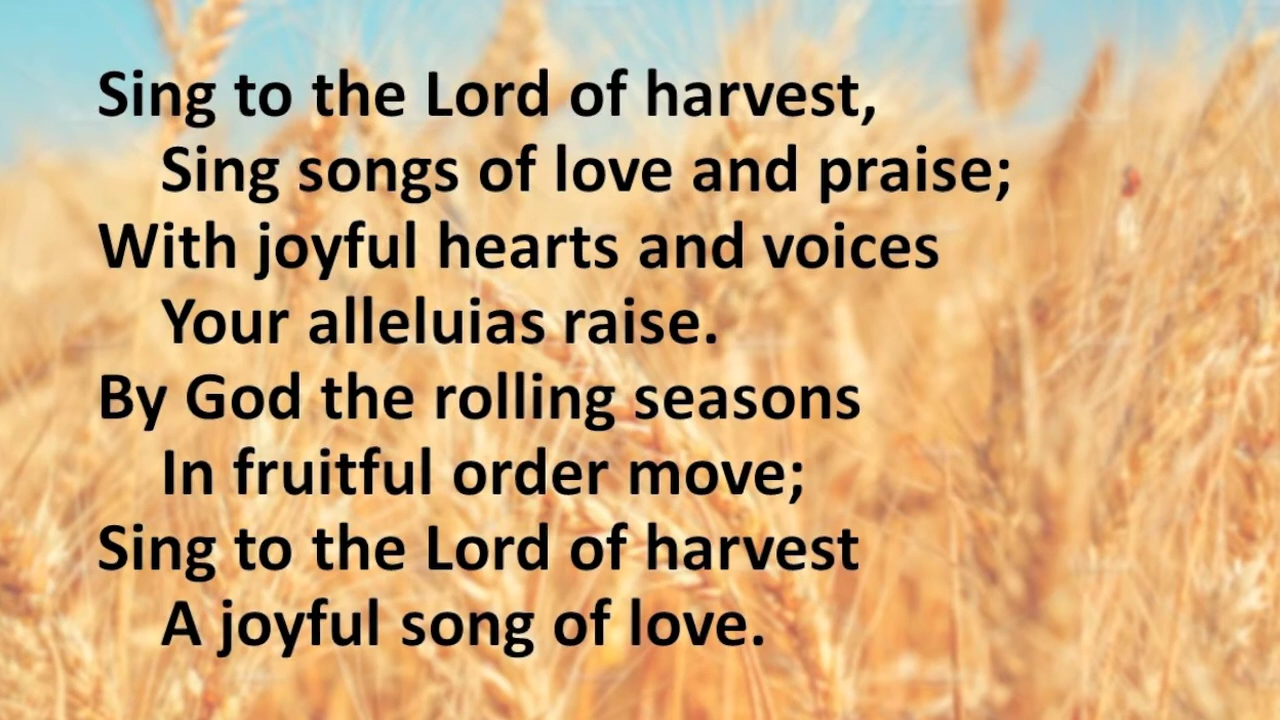 Sing to the Lord of harvest,
Sing songs of love and praise;
With joyful hearts and voices
Your alleluias raise.
By God the rolling seasons
In fruitful order move;
Sing to the Lord of harvest
A joyful song of love.